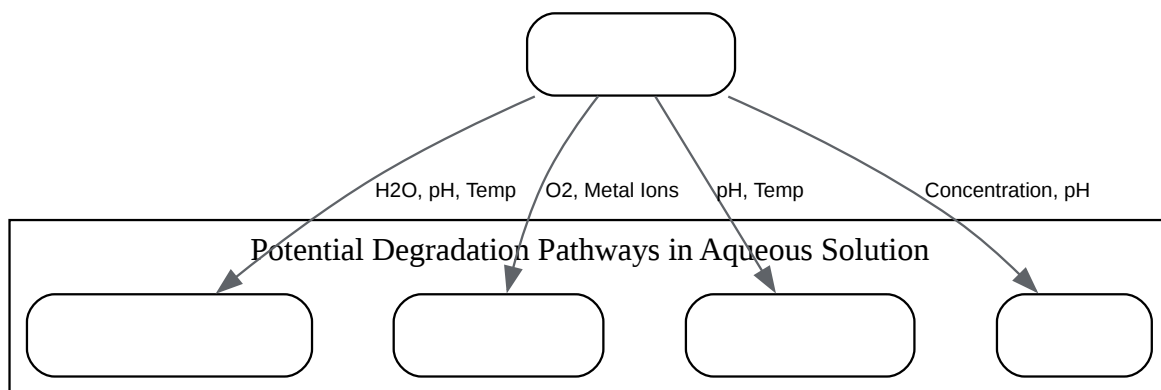 H2O, pH, Temp
O2, Metal Ions
pH, Temp
Concentration, pH
Potential Degradation Pathways in Aqueous Solution